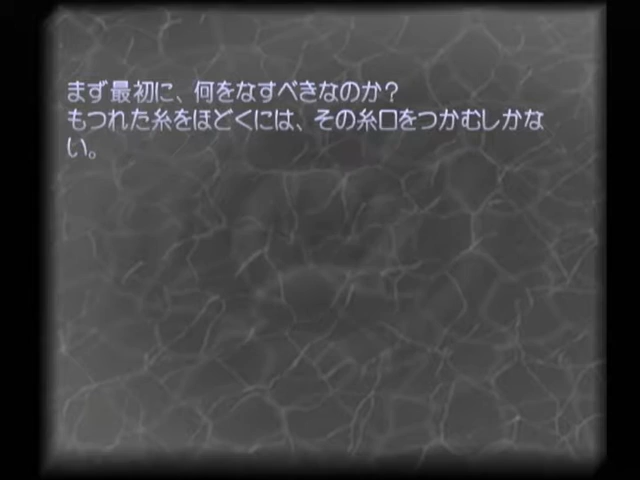 まず最初に、何をなすべきなのか？
もつれた糸をほどくには、その糸口をつかむしかな
い。